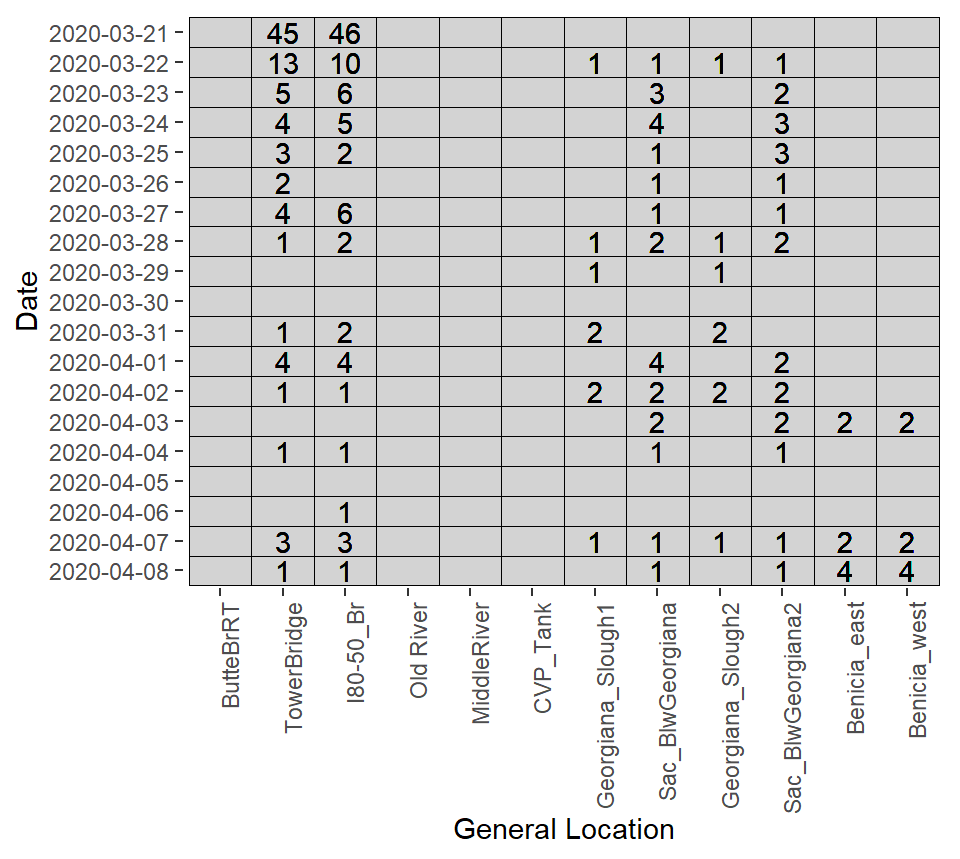 2020-03-21 45 46
2020-03-22 13 10 1 1 1 1
2020-03-23 5 6 3 2
2020-03-24 4 5 4 3
2020-03-25 3 2 1 3
2020-03-26 2 1 1
2020-03-27 4 6 1 1
2020-03-28 1 2 1 2 1 2
2020-03-29 1 1
2020-03-30
2020-03-31 1 2 2 2
2020-04-01 4 4 4 2
2020-04-02 1 1 2 2 2 2
2020-04-03 2 2 2 2
2020-04-04 1 1 1 1
2020-04-05
2020-04-06 1
2020-04-07 3 3 1 1 1 1 2 2
2020-04-08 1 1 1 1 4 4
Date
ButteBrRT
TowerBridge
I80-50_Br
Old River
MiddleRiver
CVP_Tank
Georgiana_Slough1
Sac_BlwGeorgiana
Georgiana_Slough2
Sac_BlwGeorgiana2
Benicia_east
Benicia_west
General Location